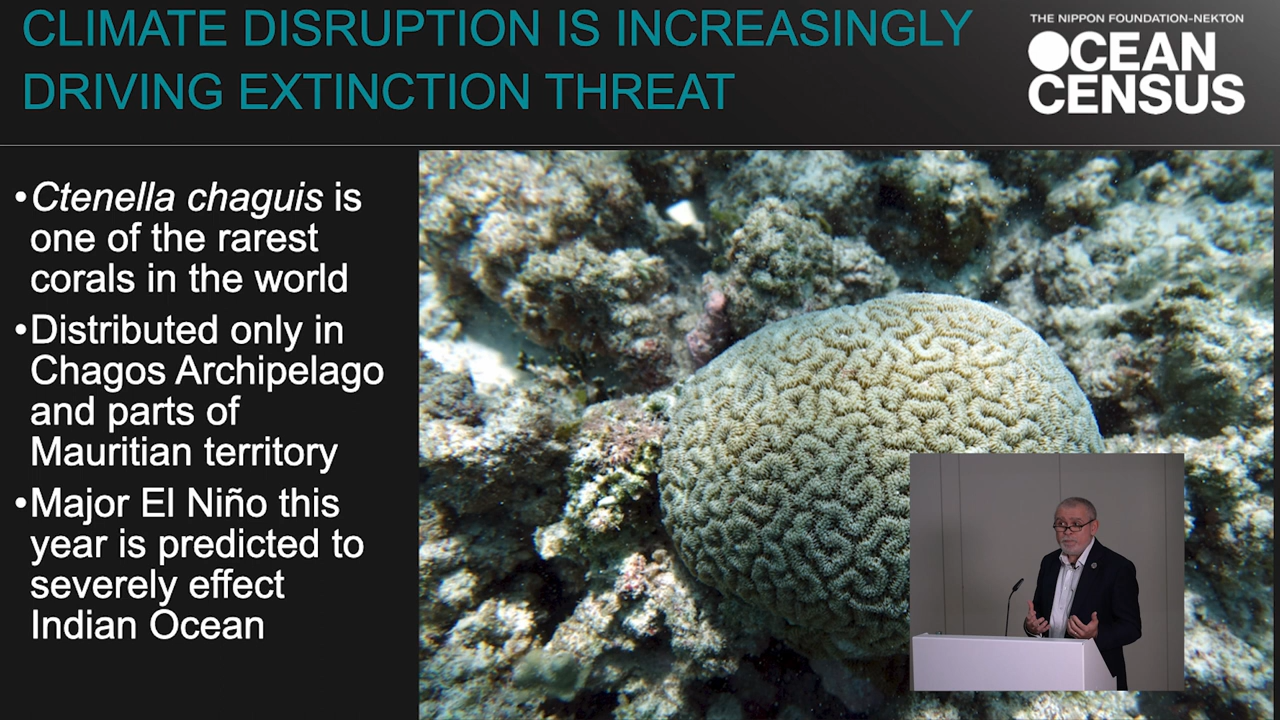 CLIMATE DISRUPTION IS INCREASINGLY
DRIVING EXTINCTION THREAT
THE NIPPON FOUNDATION-NEKTON
OCEAN
CENSUS
•Ctenella chaguis is
one of the rarest
corals in the world
•Distributed only in
Chagos Archipelago
and parts of
Mauritian territory
•Major El Niño this
year is predicted to
severely effect
Indian Ocean